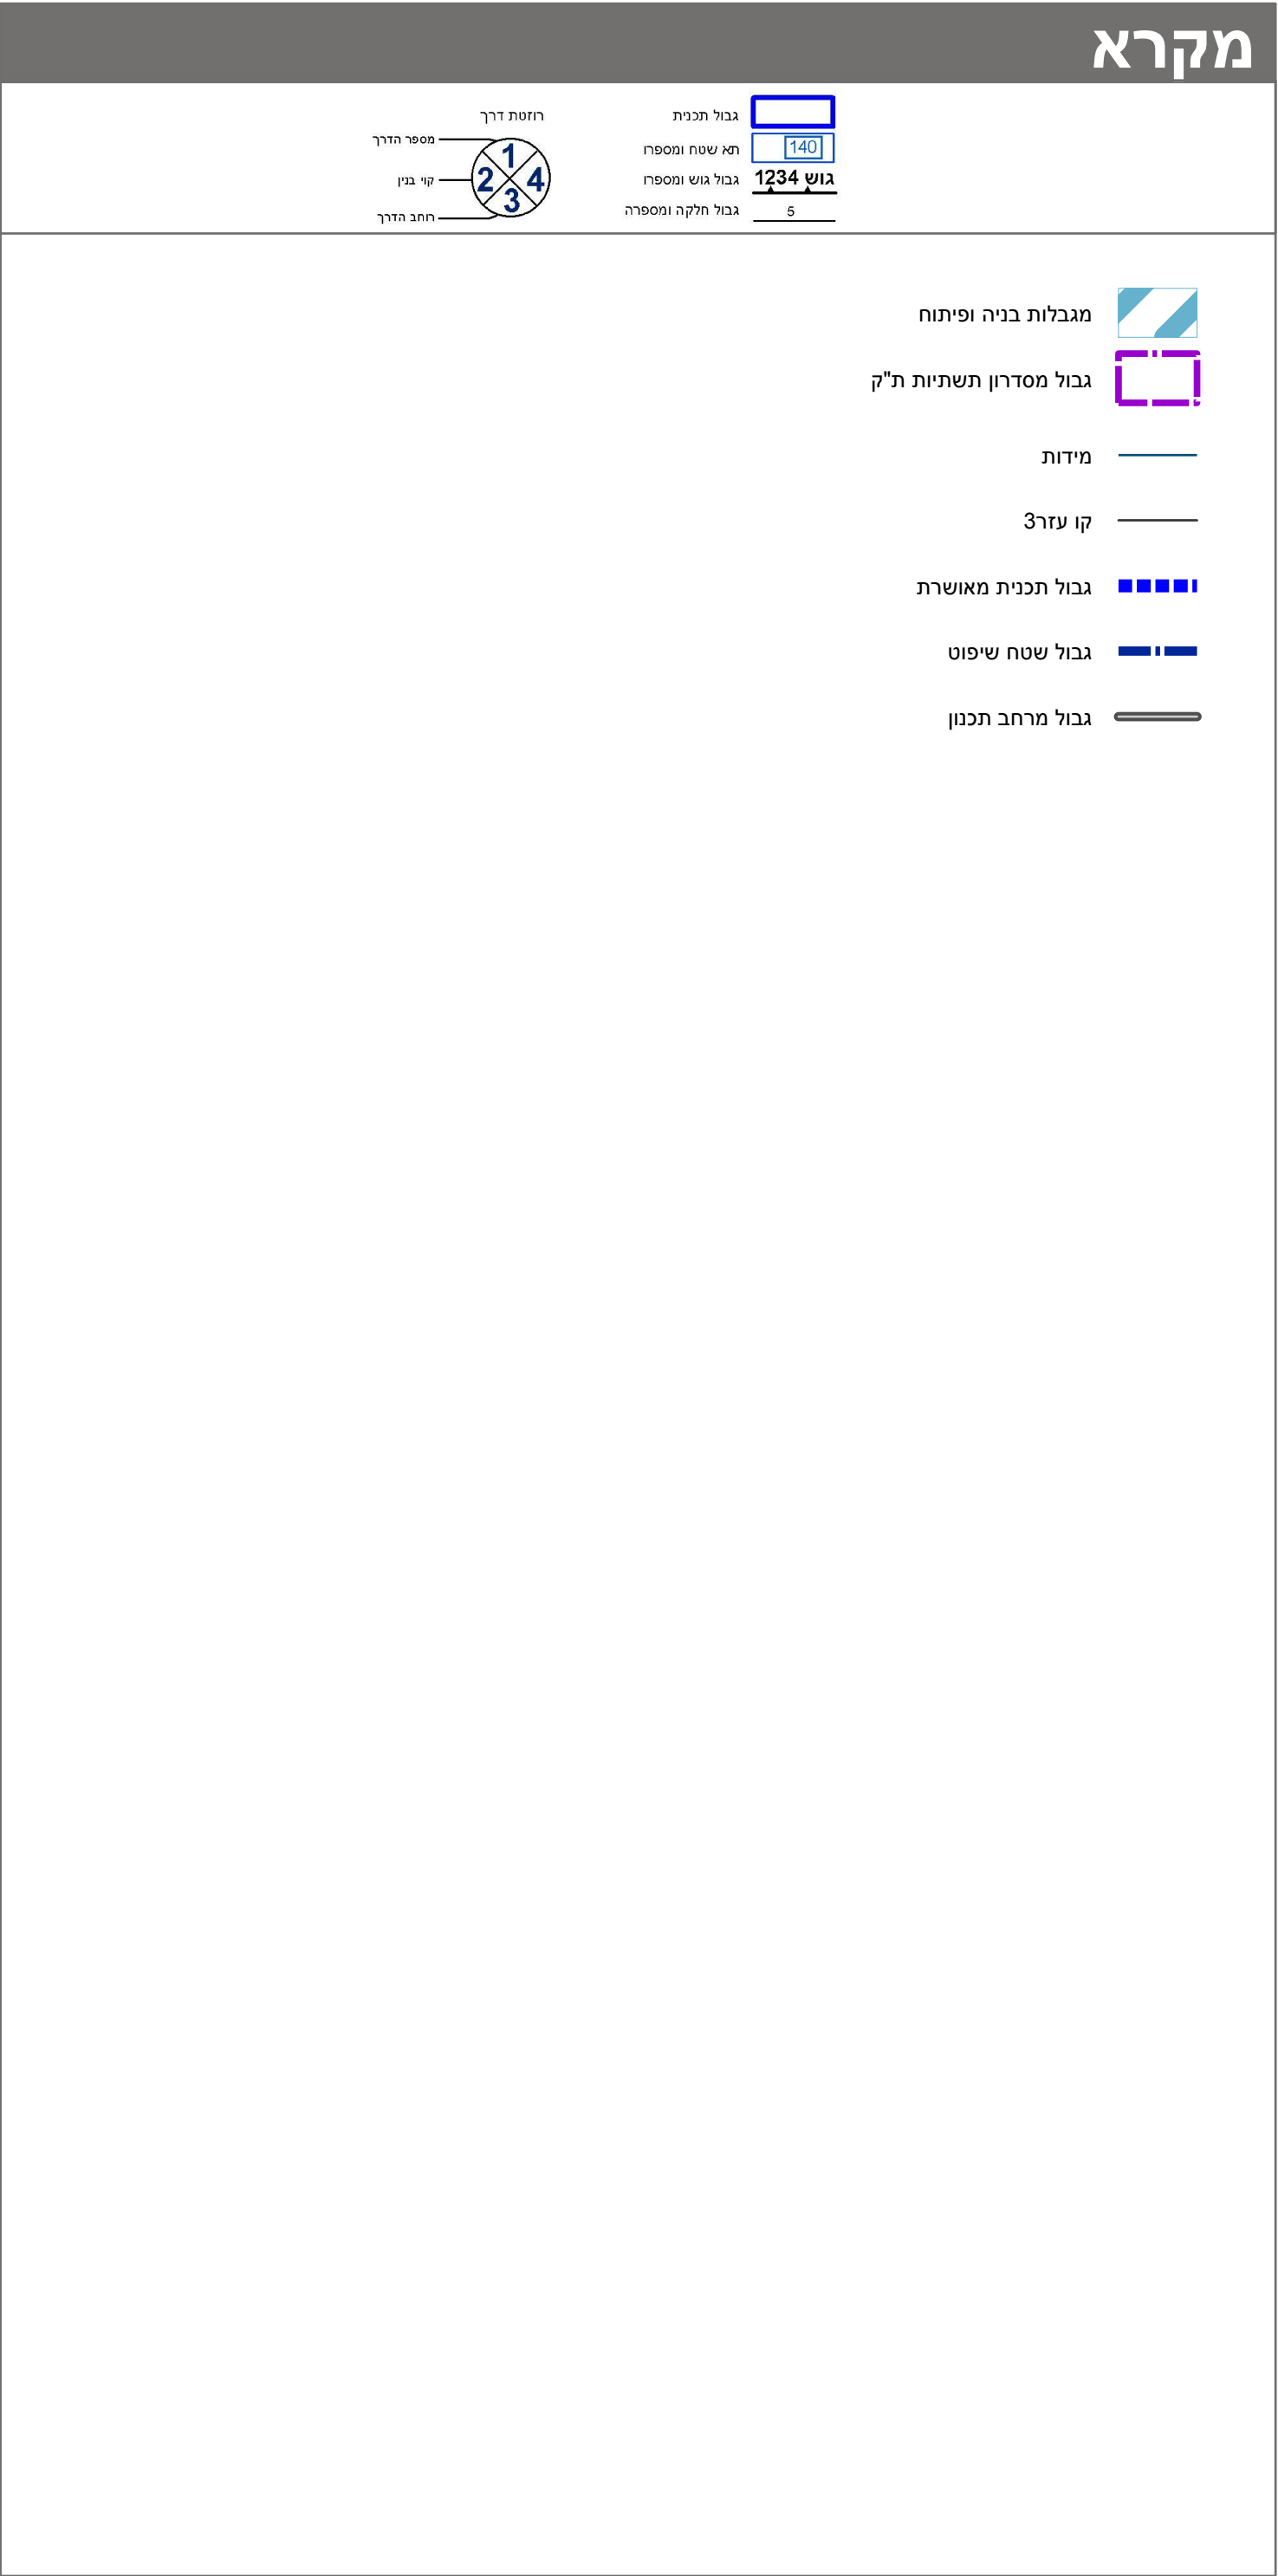 מקרא
גבול תכנית
140
תא שטח ומספרו
גוש 1234
גבול גוש ומספרו
5
גבול חלקה ומספרה
רוזטת דרך
מספר הדרך
קוי בנין
רוחב הדרך
1
2 4
3
מגבלות בניה ופיתוח
גבול מסדרון תשתיות ת"ק
מידות
קו עזר3
גבול תכנית מאושרת
גבול שטח שיפוט
גבול מרחב תכנון